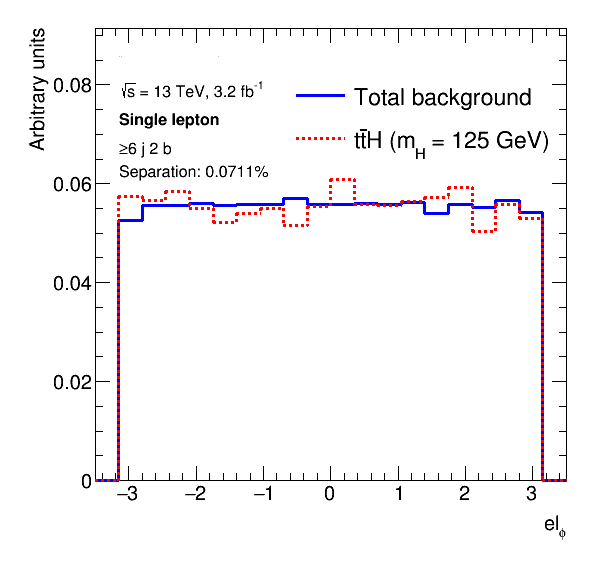 Arbitrary units
0.08
0.06
0.04
0.02
0
√s = 13 TeV, 3.2 fb⁻¹
Single lepton
≥6 j 2 b
Separation: 0.0711%
Total background
tt̄H (m_H = 125 GeV)
−3 −2 −1 0 1 2 3
el_ϕ